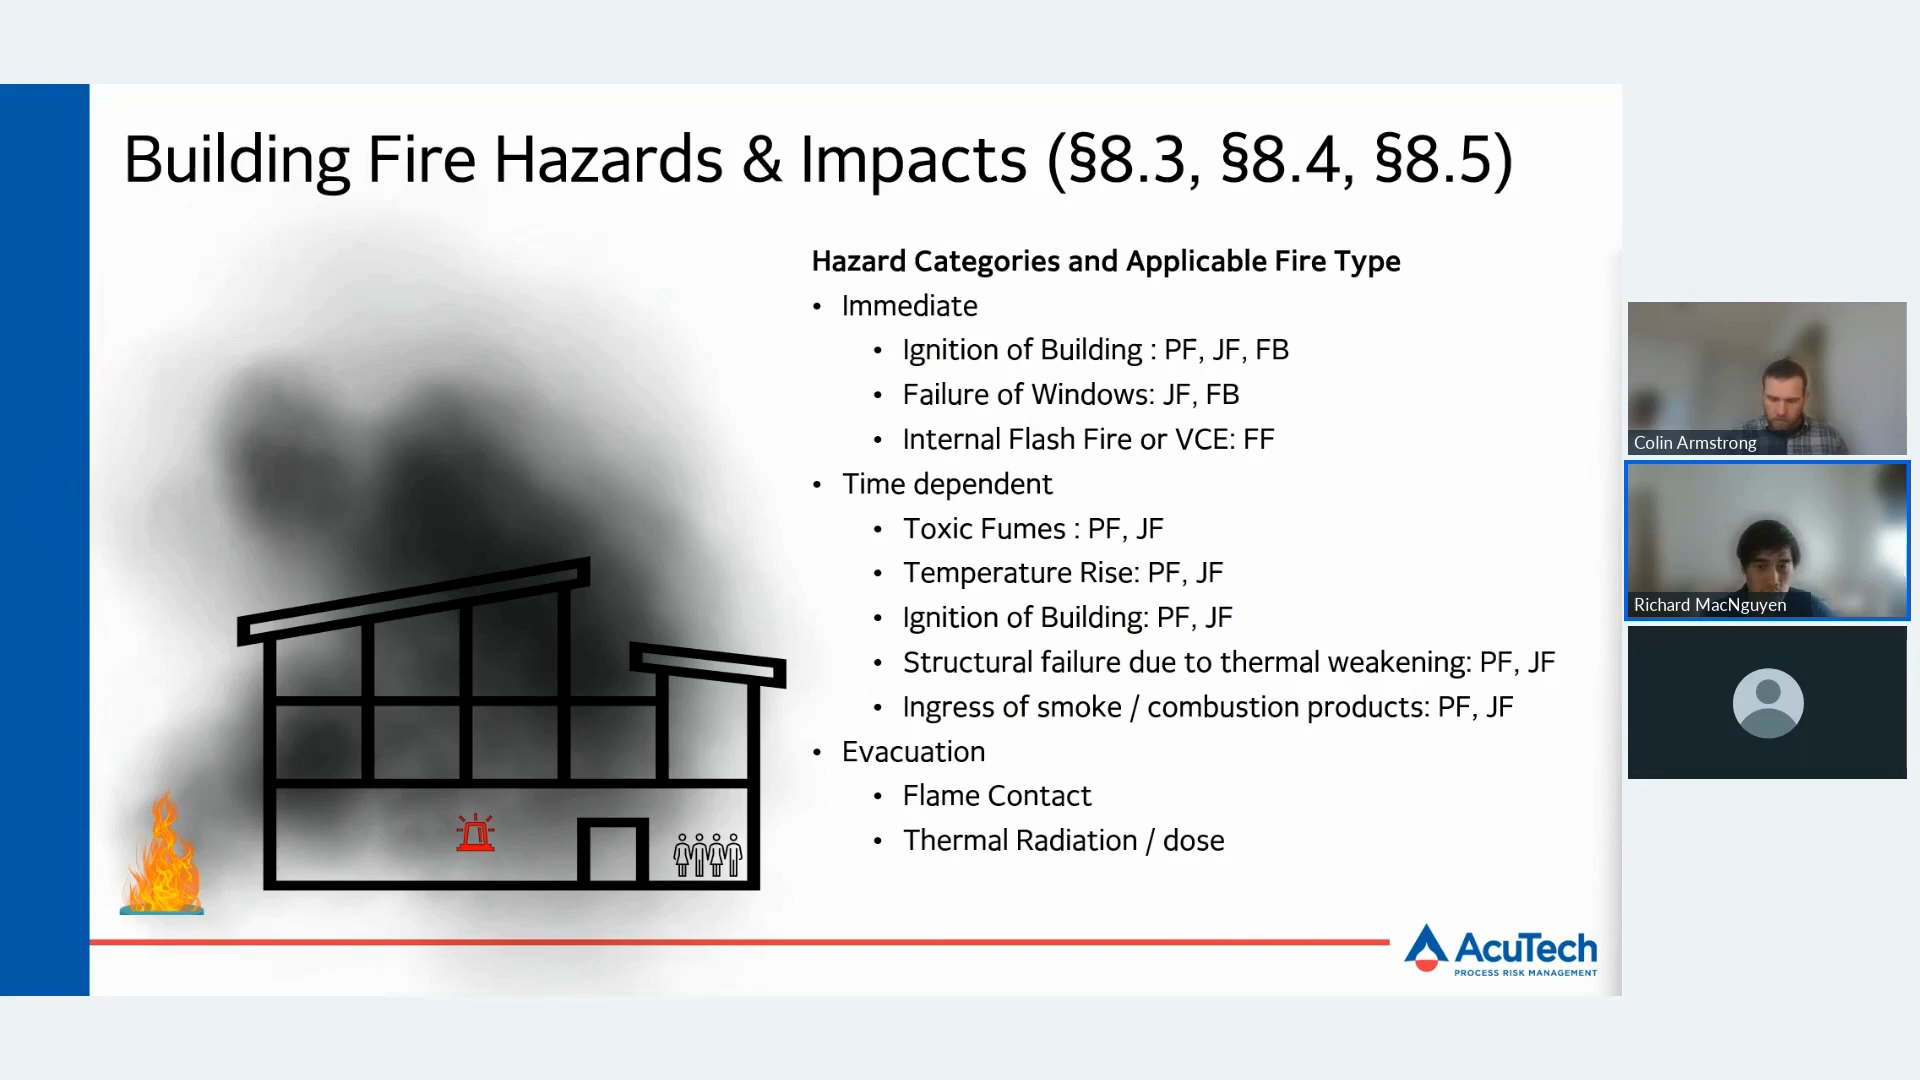 Building Fire Hazards & Impacts (§8.3, §8.4, §8.5)
Hazard Categories and Applicable Fire Type
• Immediate
• Ignition of Building : PF, JF, FB
• Failure of Windows: JF, FB
• Internal Flash Fire or VCE: FF
• Time dependent
• Toxic Fumes : PF, JF
• Temperature Rise: PF, JF
• Ignition of Building: PF, JF
• Structural failure due to thermal weakening: PF, JF
• Ingress of smoke / combustion products: PF, JF
• Evacuation
• Flame Contact
• Thermal Radiation / dose
AcuTech
PROCESS RISK MANAGEMENT
Colin Armstrong
Richard MacNguyen